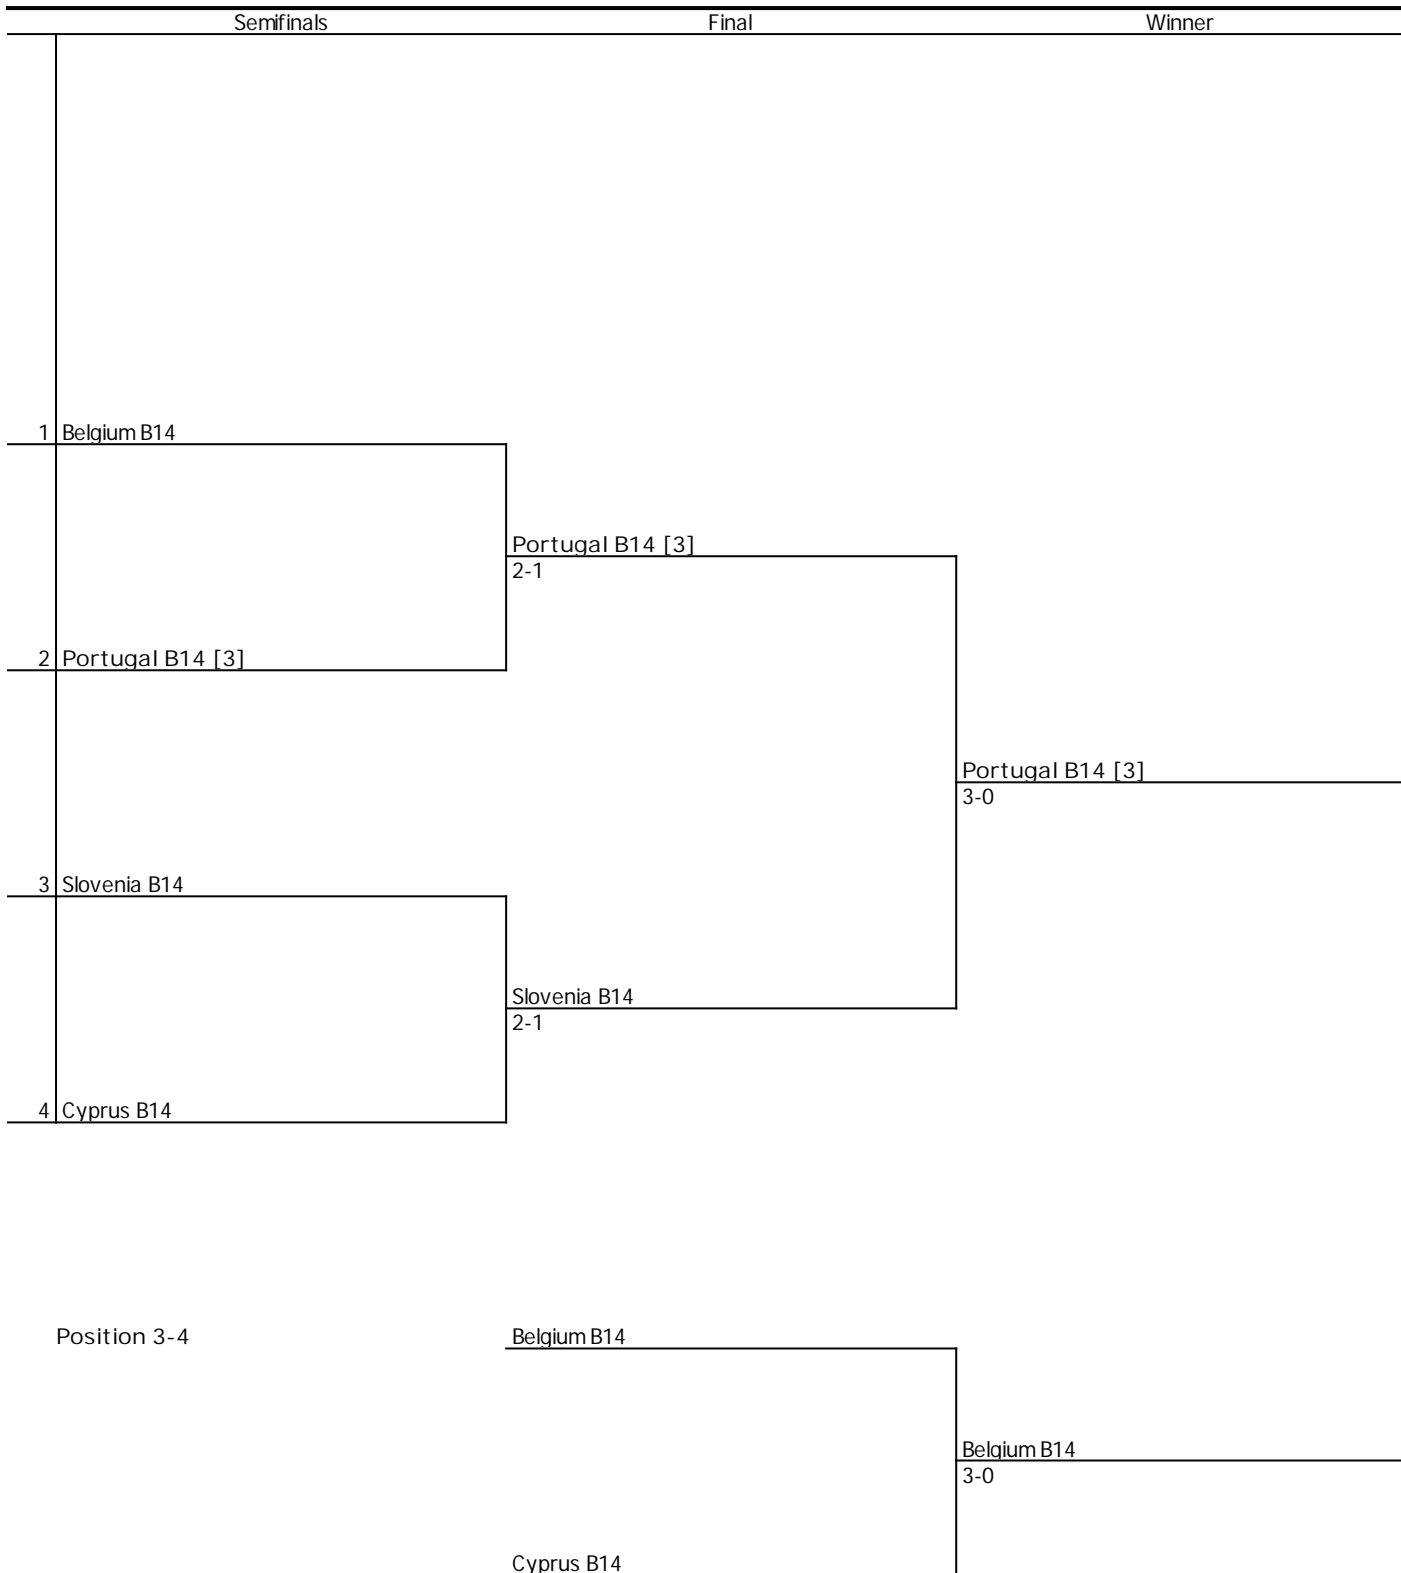 Semifinals Final Winner
1 Belgium B14
Portugal B14 [3]
2-1
2 Portugal B14 [3]
Portugal B14 [3]
3-0
3 Slovenia B14
Slovenia B14
2-1
4 Cyprus B14
Position 3-4 Belgium B14
Belgium B14
3-0
Cyprus B14